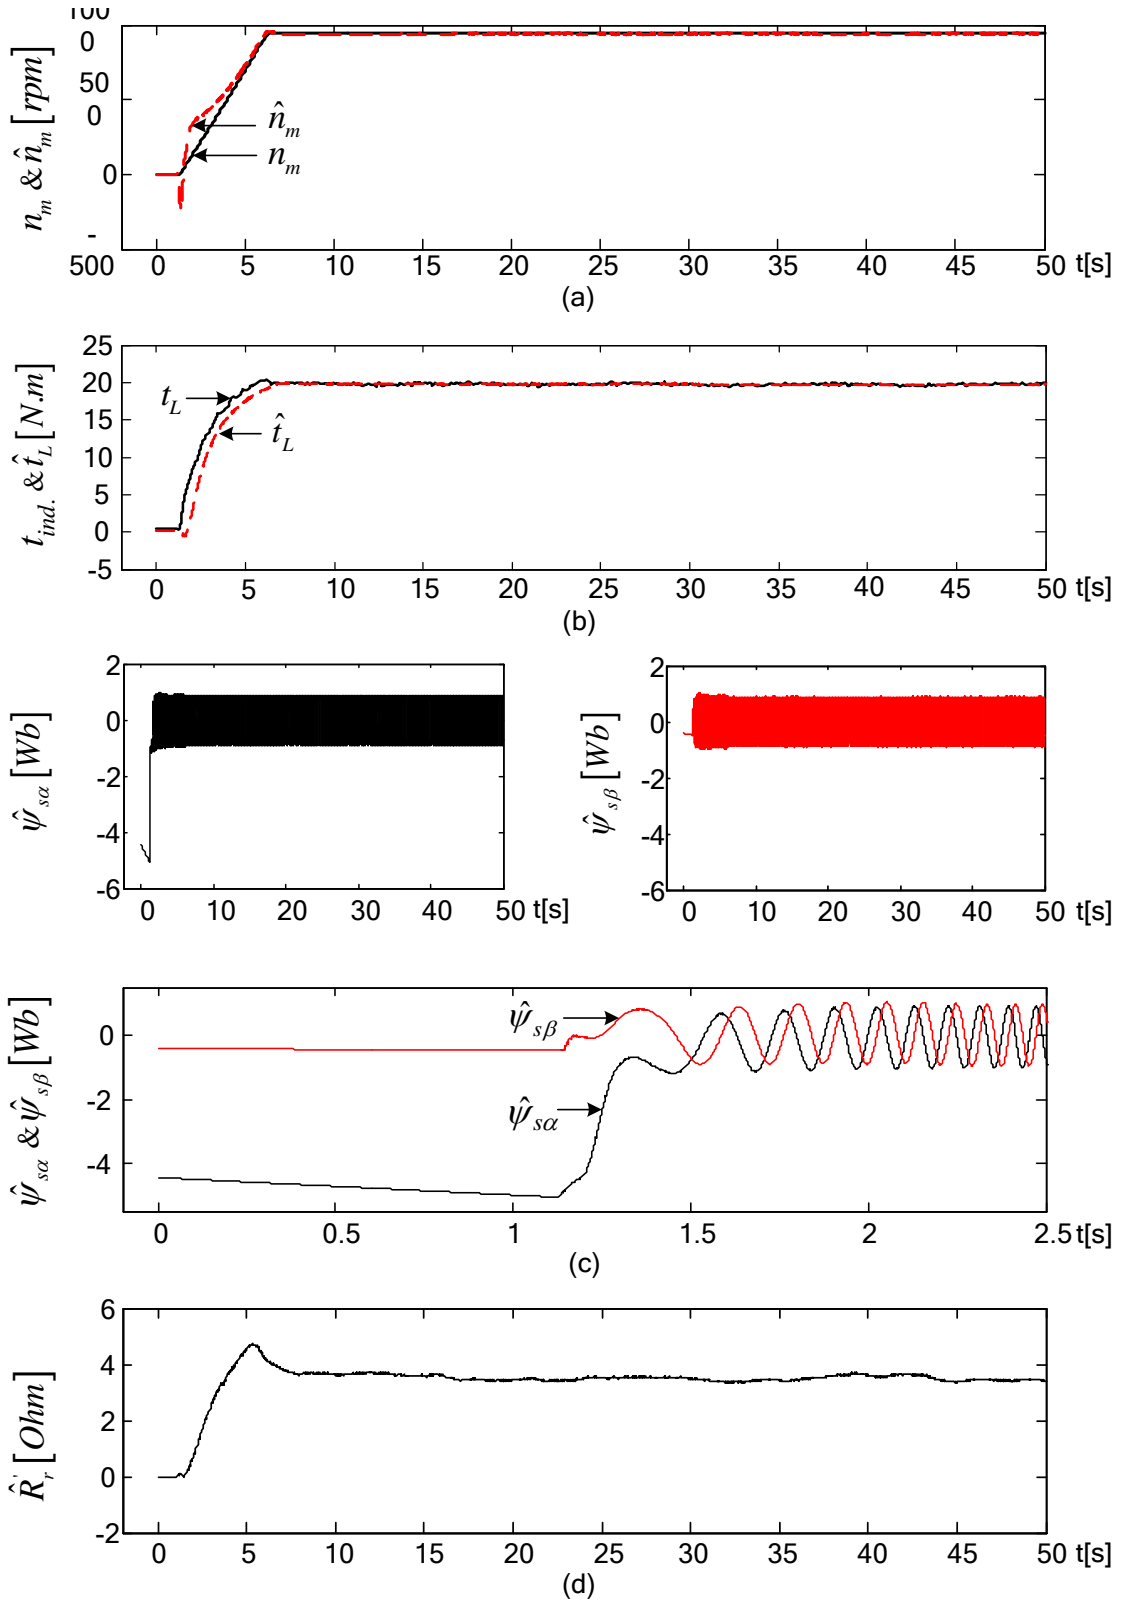 100
0
50
0
0
-
500
n_m & n̂_m [rpm]
n̂_m
n_m
0 5 10 15 20 25 30 35 40 45 50 t[s]
(a)
25
20
15
10
5
0
-5
t_ind. & t̂_L [N.m]
t_L
t̂_L
0 5 10 15 20 25 30 35 40 45 50 t[s]
(b)
2
0
-2
-4
-6
ψ̂_sα [Wb]
0 10 20 30 40 50 t[s]
2
0
-2
-4
-6
ψ̂_sβ [Wb]
0 10 20 30 40 50 t[s]
0
-2
-4
ψ̂_sα & ψ̂_sβ [Wb]
ψ̂_sβ
ψ̂_sα
0 0.5 1 1.5 2 2.5 t[s]
(c)
6
4
2
0
-2
R̂'_r [Ohm]
0 5 10 15 20 25 30 35 40 45 50 t[s]
(d)